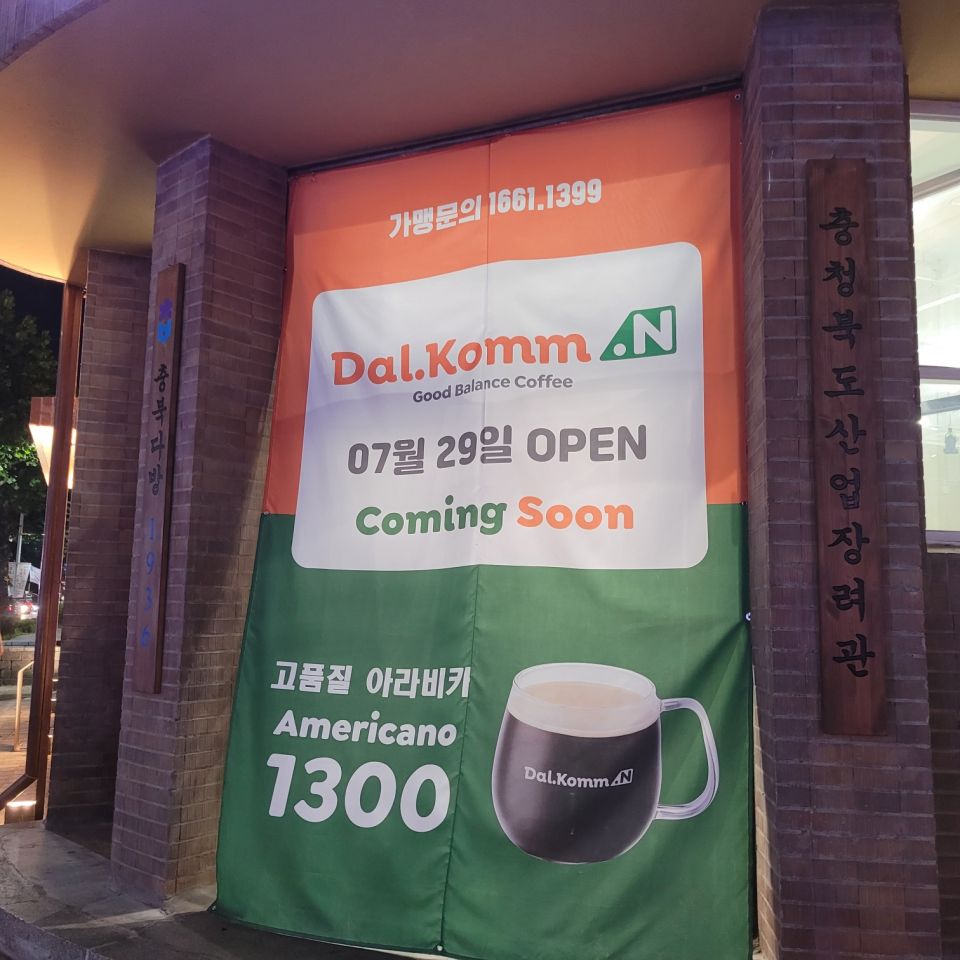 가맹문의 1661.1399
Dal.Komm .N
Good Balance Coffee
07월 29일 OPEN
Coming Soon
고품질 아라비카
Americano
1300
Dal.Komm .N
충북다방 1936
충청북도산업장려관